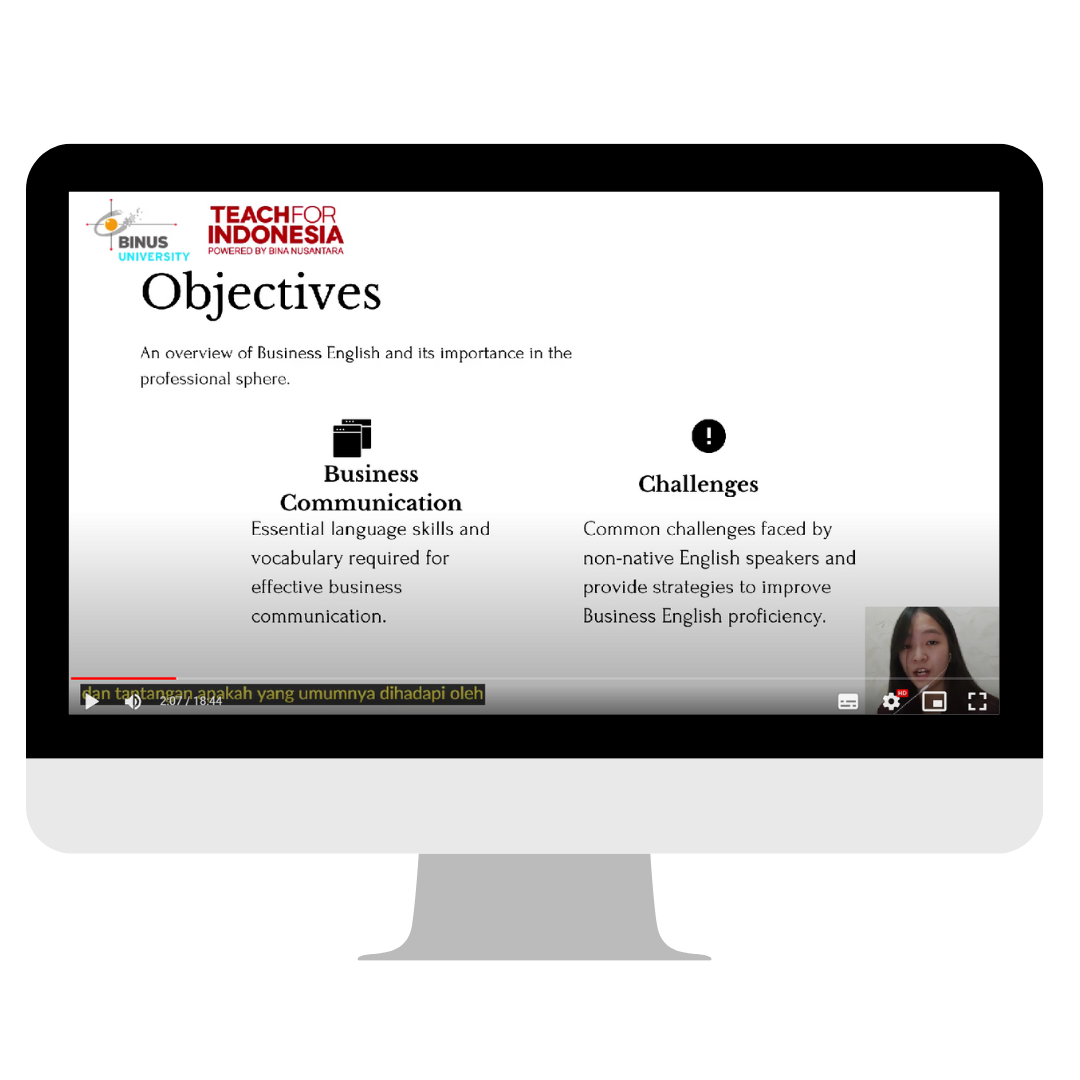 BINUS
UNIVERSITY
TEACHFOR
INDONESIA
POWERED BY BINA NUSANTARA
Objectives
An overview of Business English and its importance in the
professional sphere.
Business
Communication
Essential language skills and
vocabulary required for
effective business
communication.
Challenges
Common challenges faced by
non-native English speakers and
provide strategies to improve
Business English proficiency.
dan tantangan apakah yang umumnya dihadapi oleh
2:07 / 18:44
HD